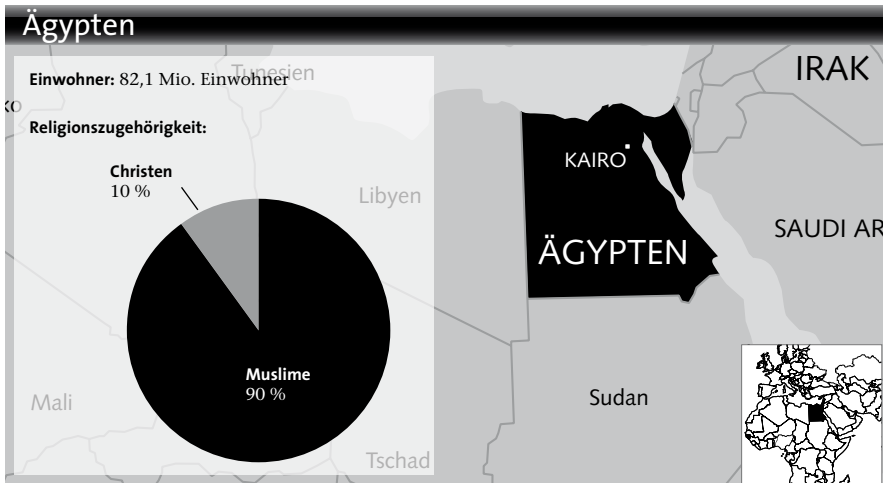 Ägypten
Einwohner: 82,1 Mio. Einwohner
Tunesien
IRAK
ko
Religionszugehörigkeit:
Christen
10 %
KAIRO
Libyen
SAUDI AR
ÄGYPTEN
Muslime
90 %
Sudan
Mali
Tschad